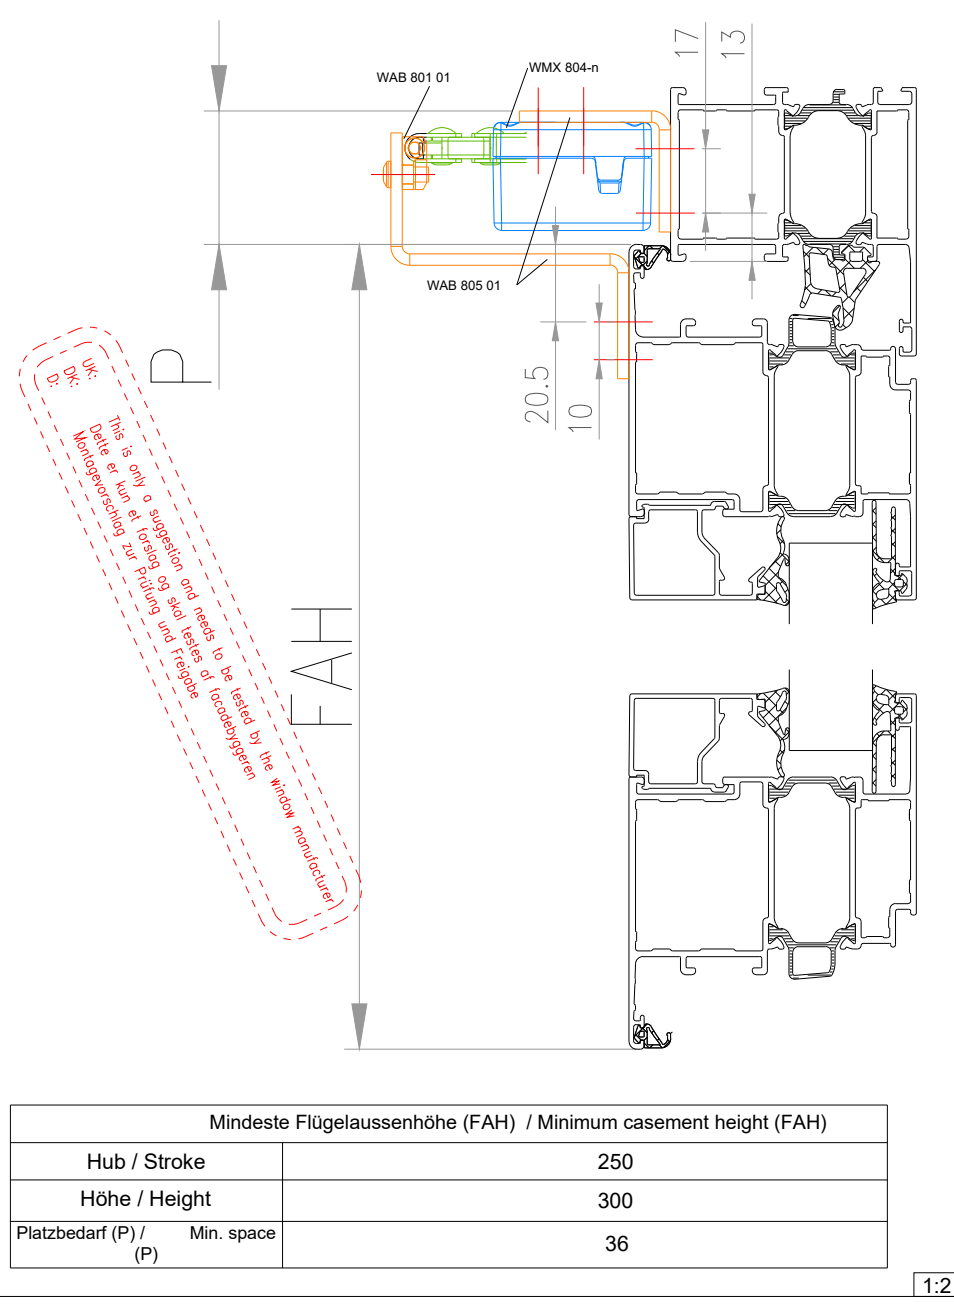 WAB 801 01
WMX 804-n
17
13
WAB 805 01
P
20.5
10
FAH
UK: This is only a suggestion and needs to be tested by the window manufacturer
DK: Dette er kun et forslag og skal testes af facadebyggeren
D: Montagevorschlag zur Prüfung und Freigabe
Mindeste Flügelaussenhöhe (FAH) / Minimum casement height (FAH)
Hub / Stroke 250
Höhe / Height 300
Platzbedarf (P) / Min. space
(P)
36
1:2